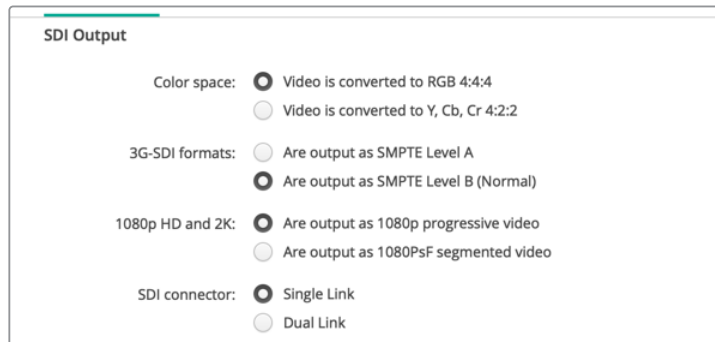 SDI Output
Color space: Video is converted to RGB 4:4:4
Video is converted to Y, Cb, Cr 4:2:2
3G-SDI formats: Are output as SMPTE Level A
Are output as SMPTE Level B (Normal)
1080p HD and 2K: Are output as 1080p progressive video
Are output as 1080PsF segmented video
SDI connector: Single Link
Dual Link